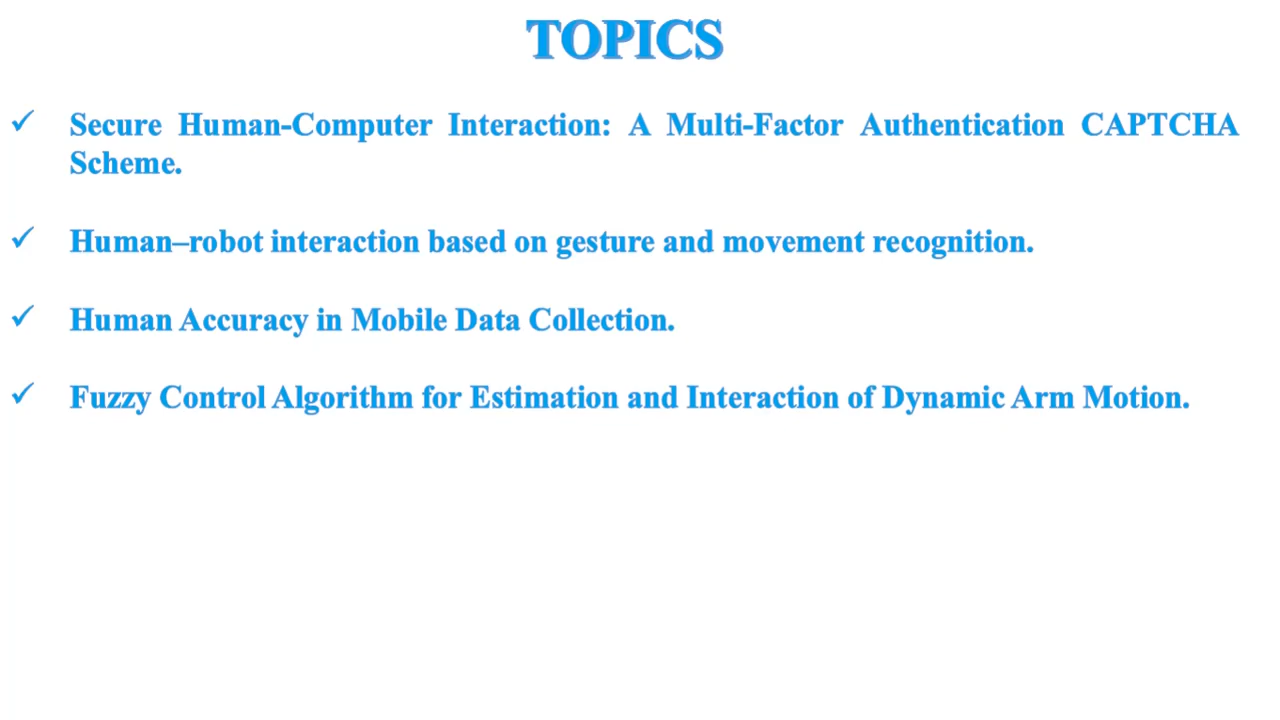 TOPICS
✓ Secure Human-Computer Interaction: A Multi-Factor Authentication CAPTCHA
Scheme.
✓ Human–robot interaction based on gesture and movement recognition.
✓ Human Accuracy in Mobile Data Collection.
✓ Fuzzy Control Algorithm for Estimation and Interaction of Dynamic Arm Motion.